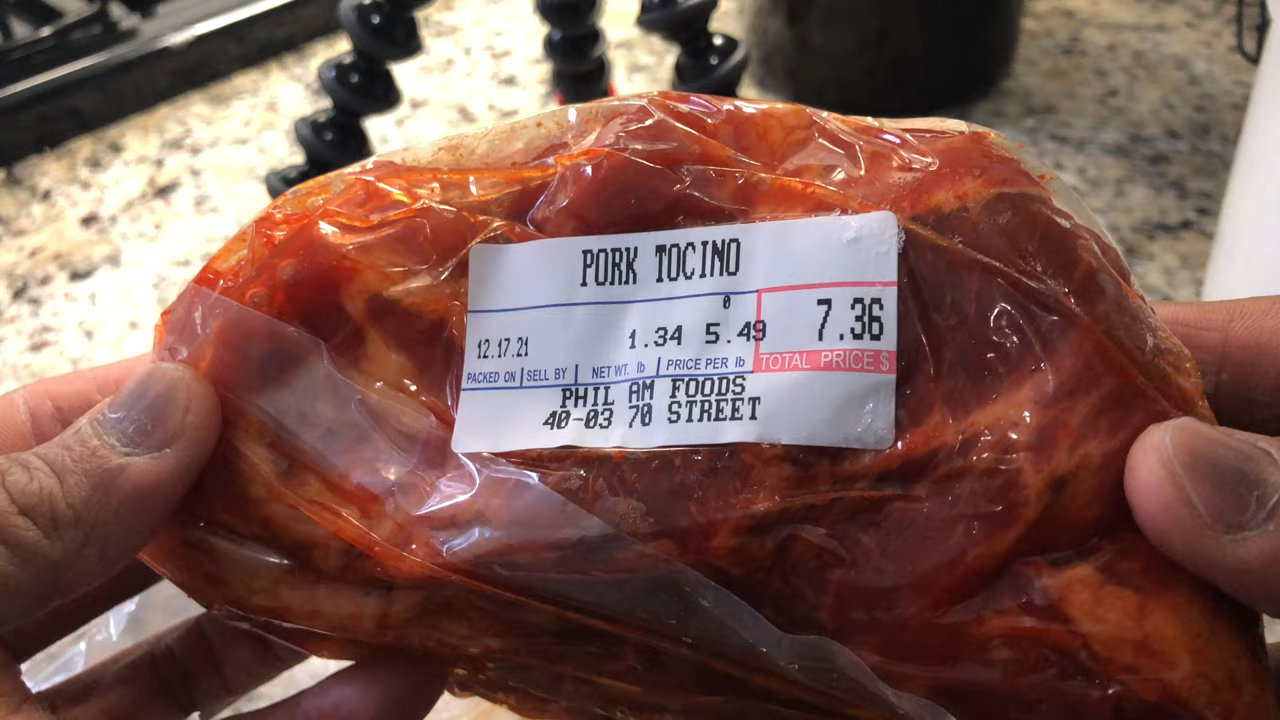 PORK TOCINO
0
12.17.21 1.34 5.49 7.36
PACKED ON SELL BY NET WT. lb PRICE PER lb TOTAL PRICE $
PHIL AM FOODS
40-03 70 STREET